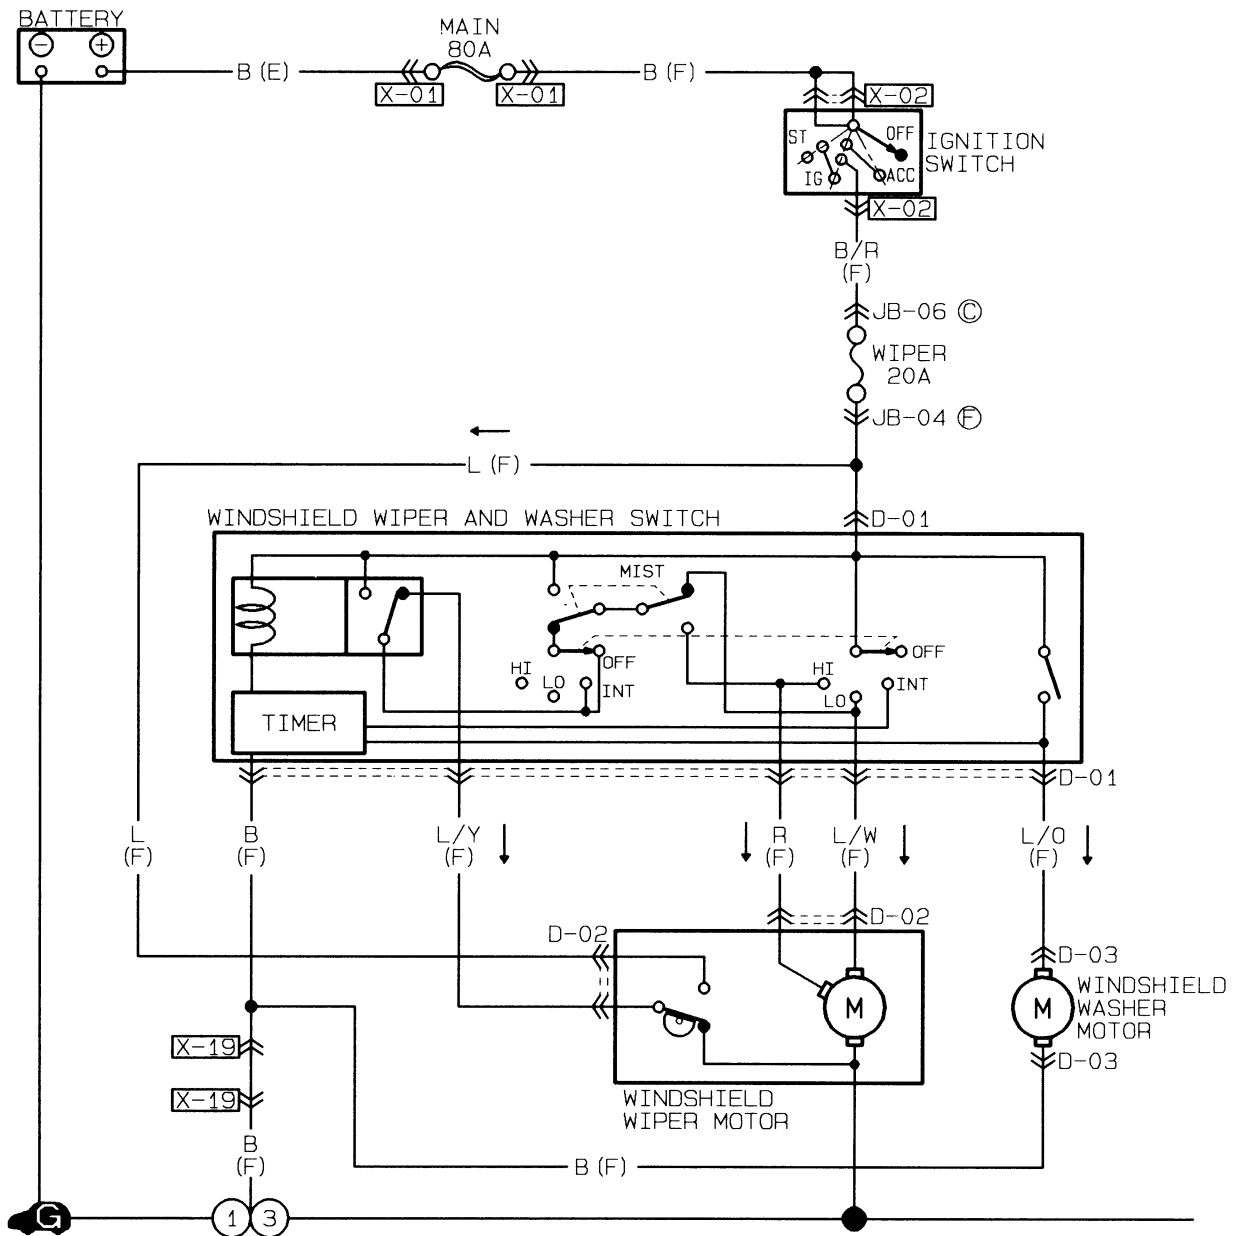 BATTERY
MAIN
80A
B (E)
B (F)
X-01
X-01
X-02
ST
OFF
IG
ACC
IGNITION
SWITCH
X-02
B/R
(F)
JB-06 C
WIPER
20A
JB-04 F
L (F)
WINDSHIELD WIPER AND WASHER SWITCH
D-01
MIST
OFF
HI
LO
INT
OFF
HI
LO
INT
TIMER
D-01
L
(F)
B
(F)
L/Y
(F)
R
(F)
L/W
(F)
L/O
(F)
D-02
D-02
D-03
M
M
WINDSHIELD
WASHER
MOTOR
D-03
X-19
X-19
WINDSHIELD
WIPER MOTOR
B
(F)
B (F)
G
1
3